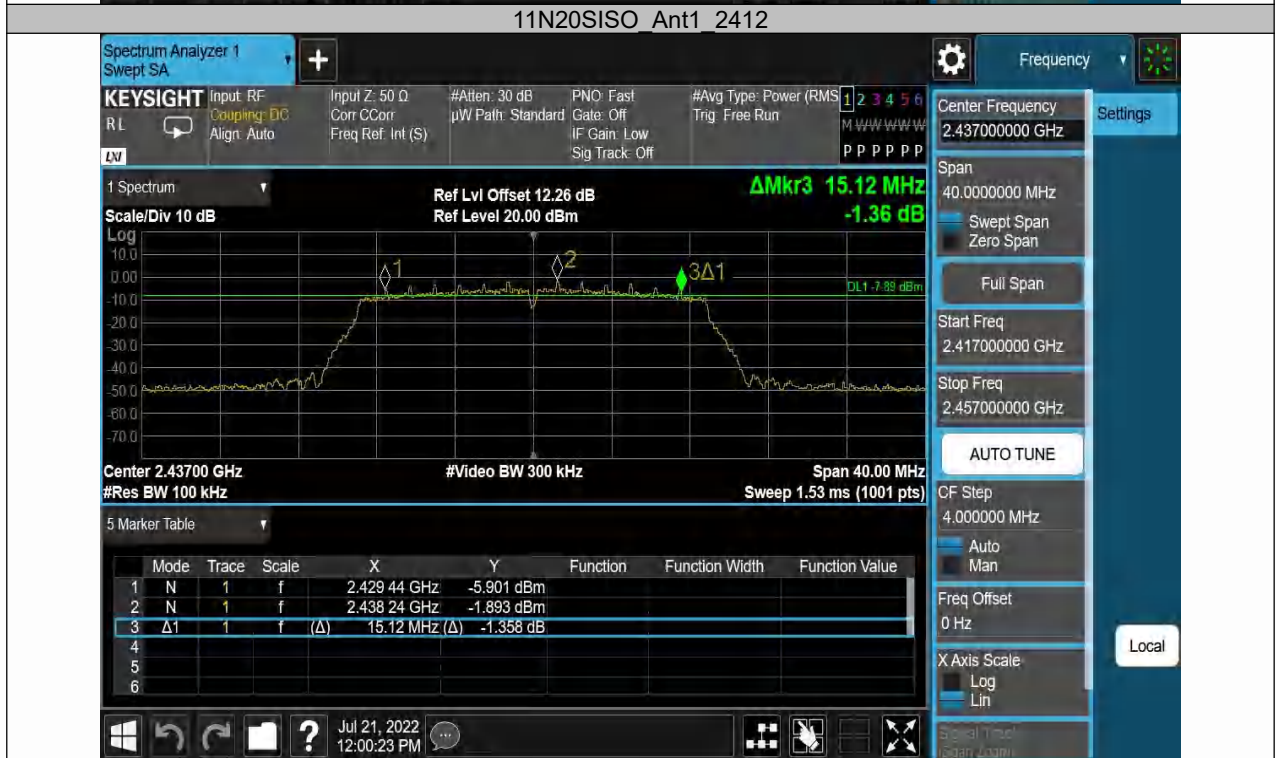 11N20SISO_Ant1_2412
Spectrum Analyzer 1
Swept SA
+
Frequency
KEYSIGHT
RL
LXI
Input: RF
Coupling: DC
Align: Auto
Input Z: 50 Ω
Corr CCorr
Freq Ref: Int (S)
#Atten: 30 dB
µW Path: Standard
PNO: Fast
Gate: Off
IF Gain: Low
Sig Track: Off
#Avg Type: Power (RMS
Trig: Free Run
1 2 3 4 5 6
M W W W W W
P P P P P P
Center Frequency
2.437000000 GHz
Settings
Span
40.0000000 MHz
Swept Span
Zero Span
Full Span
Start Freq
2.417000000 GHz
Stop Freq
2.457000000 GHz
AUTO TUNE
CF Step
4.000000 MHz
Auto
Man
Freq Offset
0 Hz
X Axis Scale
Log
Lin
Signal Track
(Span Zoom)
Local
1 Spectrum
Scale/Div 10 dB
Ref Lvl Offset 12.26 dB
Ref Level 20.00 dBm
ΔMkr3 15.12 MHz
-1.36 dB
Log
10.0
0.00
-10.0
-20.0
-30.0
-40.0
-50.0
-60.0
-70.0
1
2
3Δ1
DL1 -7.89 dBm
Center 2.43700 GHz
#Video BW 300 kHz
Span 40.00 MHz
#Res BW 100 kHz
Sweep 1.53 ms (1001 pts)
5 Marker Table
Mode Trace Scale X Y Function Function Width Function Value
1 N 1 f 2.429 44 GHz -5.901 dBm
2 N 1 f 2.438 24 GHz -1.893 dBm
3 Δ1 1 f (Δ) 15.12 MHz (Δ) -1.358 dB
4
5
6
?
Jul 21, 2022
12:00:23 PM